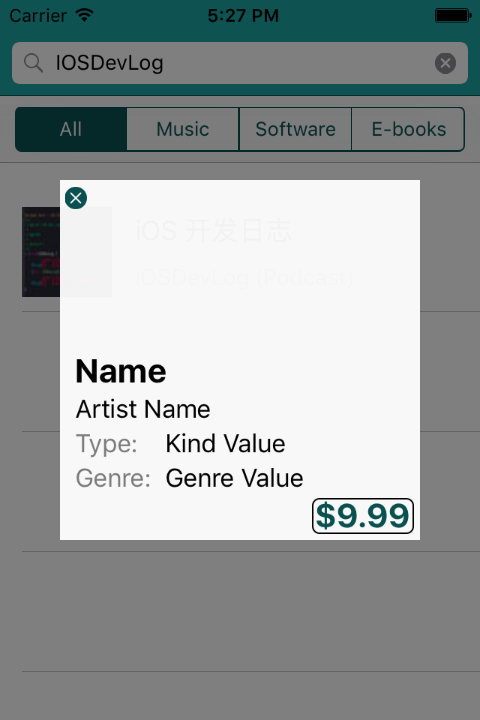 Carrier 5:27 PM
IOSDevLog
All Music Software E-books
iOS 开发日志
IOSDevLog (Podcast)
Name
Artist Name
Type: Kind Value
Genre: Genre Value
$9.99